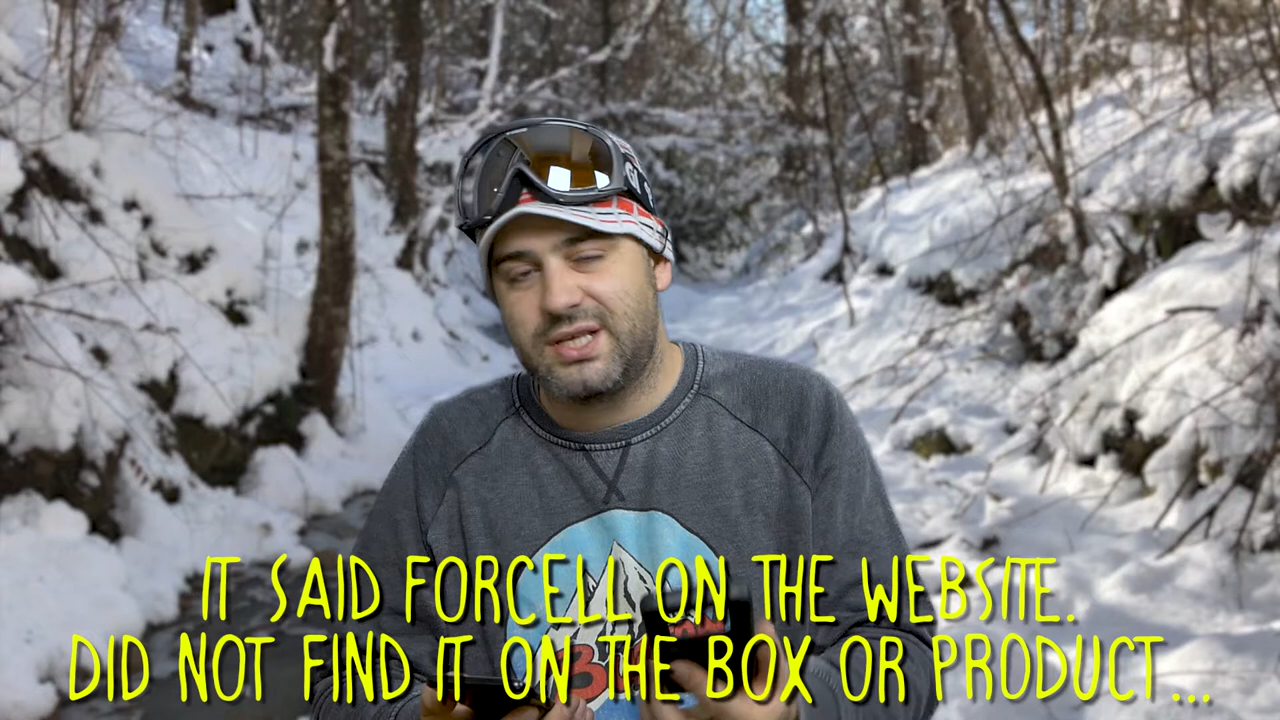 IT SAID FORCELL ON THE WEBSITE.
DID NOT FIND IT ON THE BOX OR PRODUCT...